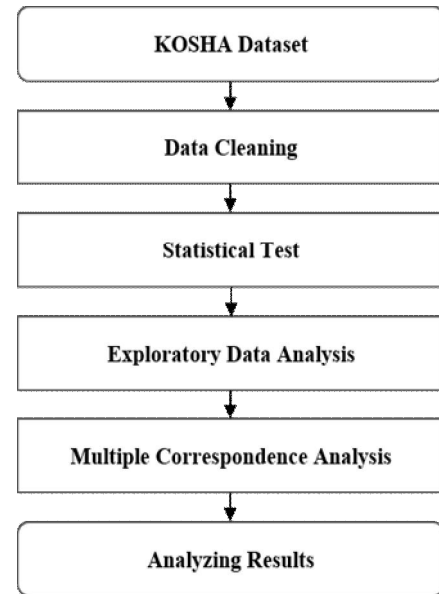 KOSHA Dataset
Data Cleaning
Statistical Test
Exploratory Data Analysis
Multiple Correspondence Analysis
Analyzing Results